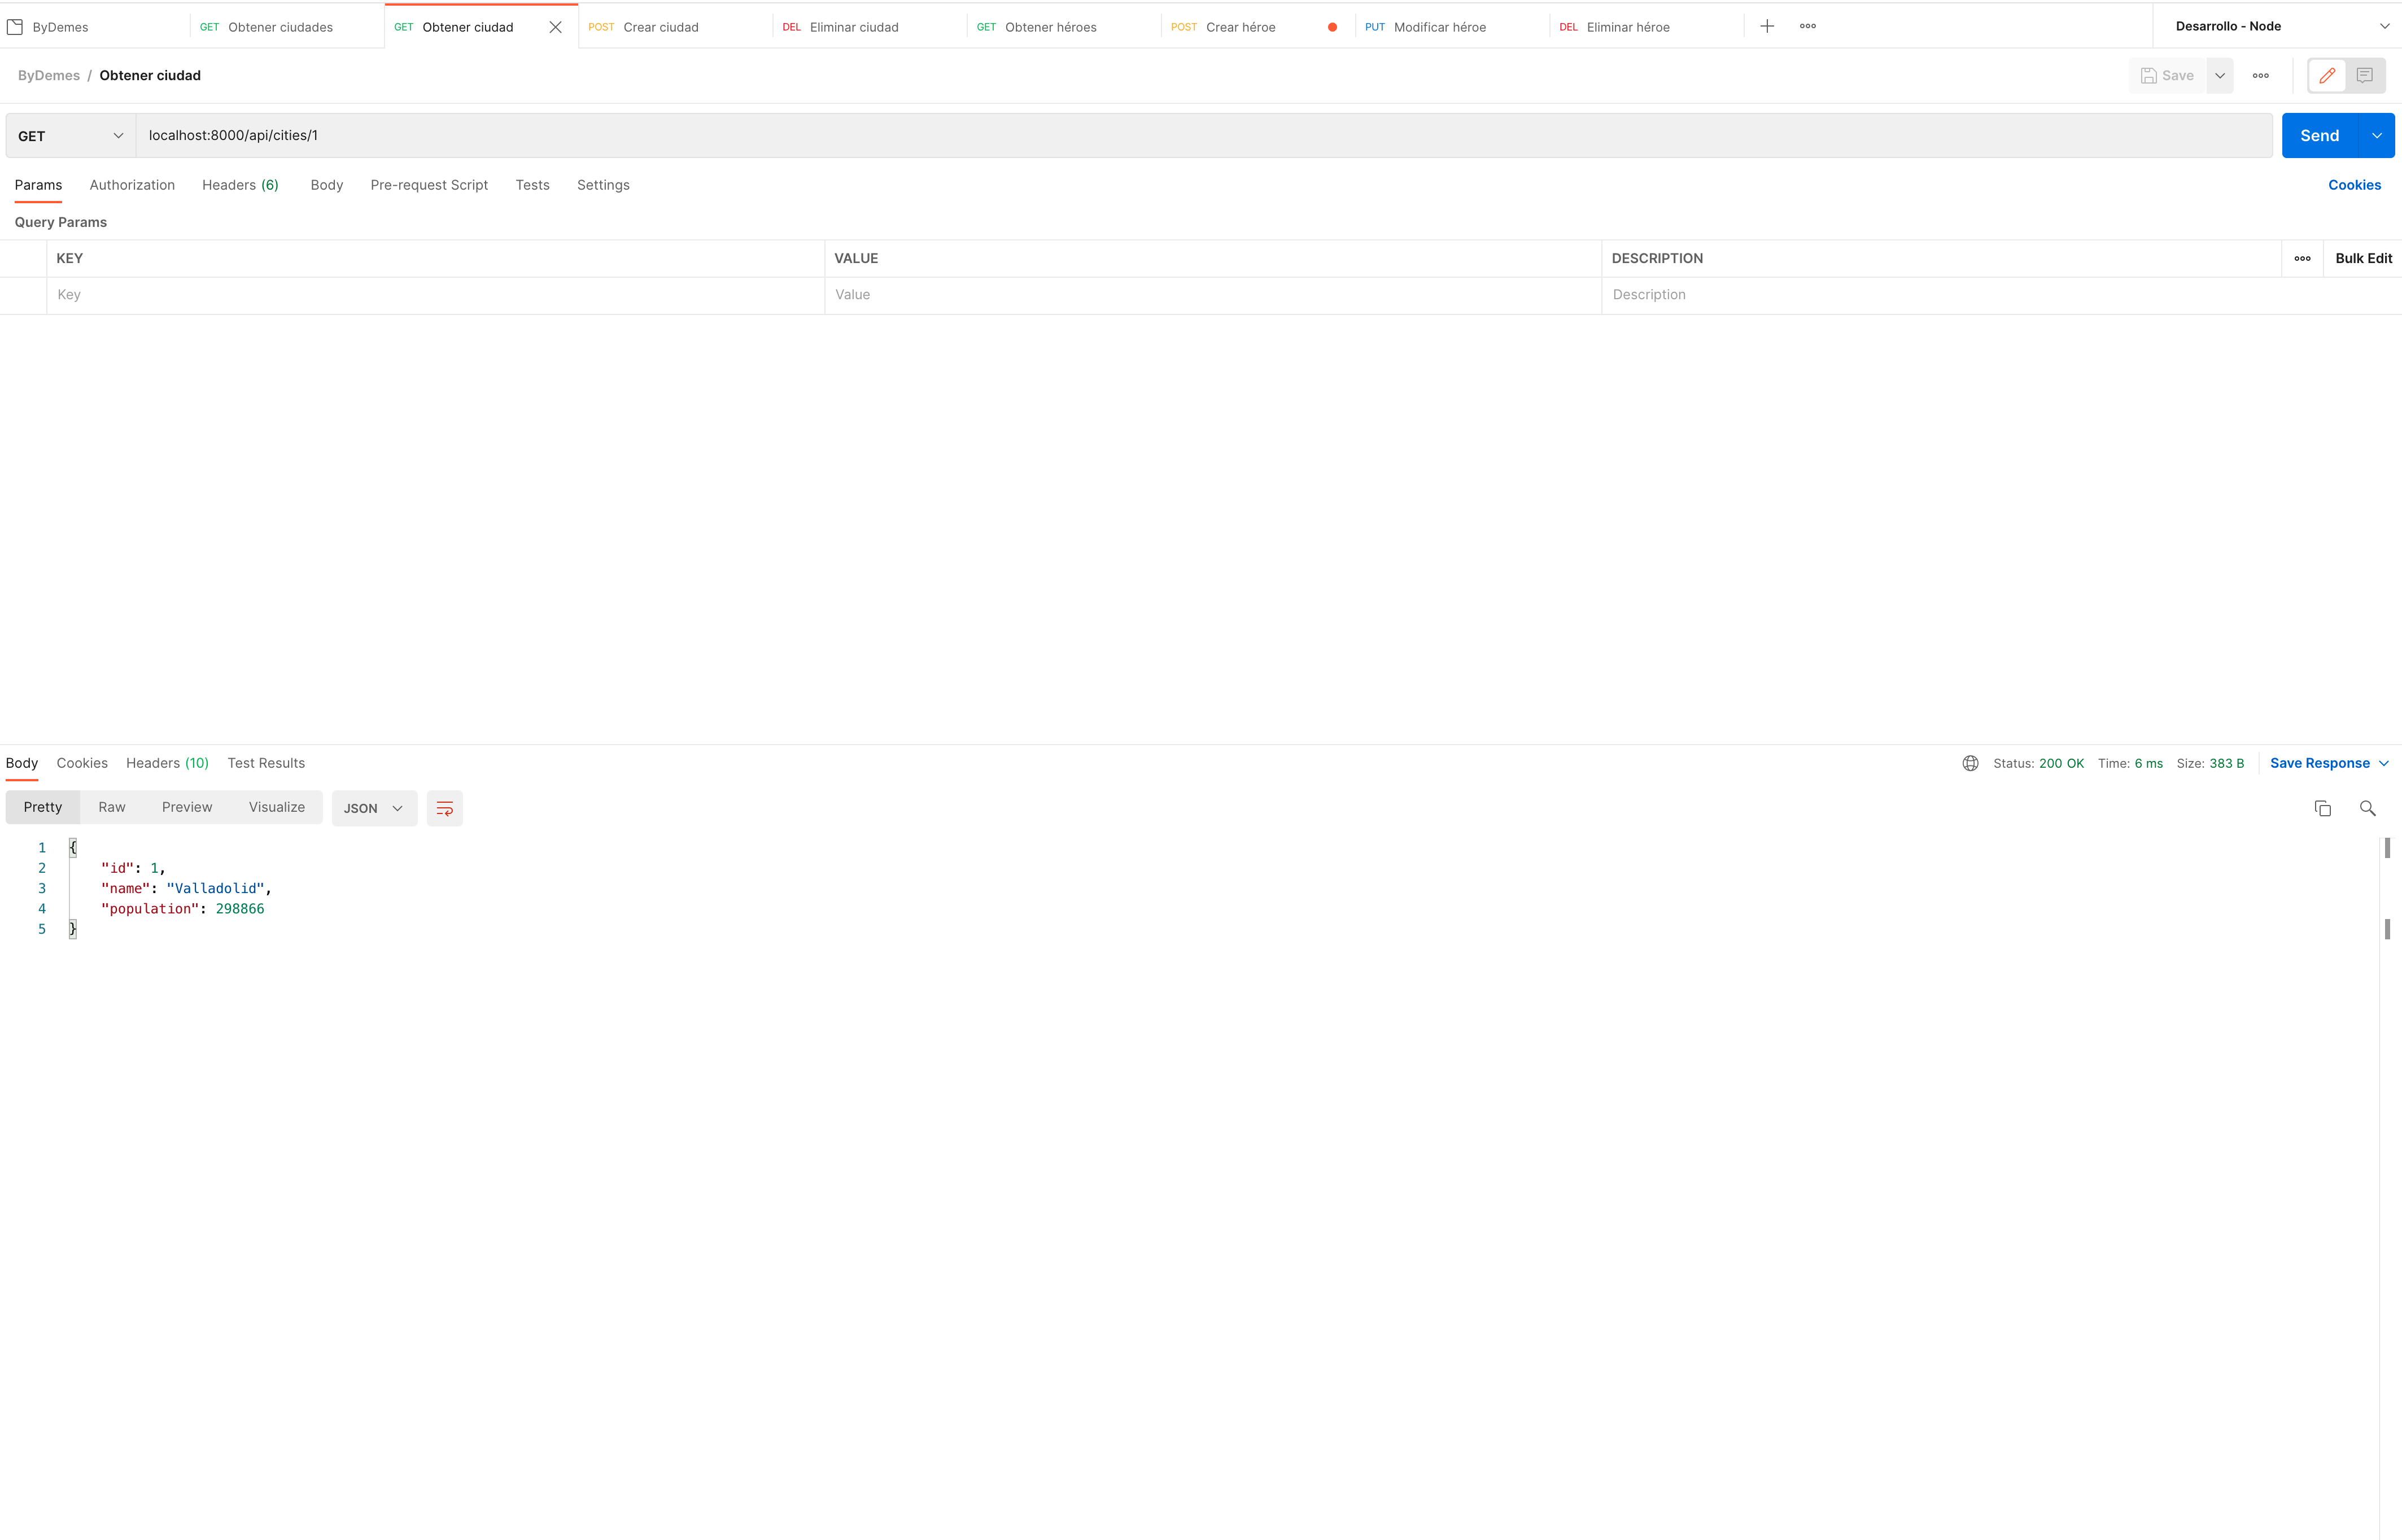 ByDemes GET Obtener ciudades GET Obtener ciudad POST Crear ciudad DEL Eliminar ciudad GET Obtener héroes POST Crear héroe PUT Modificar héroe DEL Eliminar héroe Desarrollo - Node
ByDemes / Obtener ciudad Save
GET localhost:8000/api/cities/1 Send
Params Authorization Headers (6) Body Pre-request Script Tests Settings Cookies
Query Params
KEY VALUE DESCRIPTION Bulk Edit
Key Value Description
Body Cookies Headers (10) Test Results Status: 200 OK Time: 6 ms Size: 383 B Save Response
Pretty Raw Preview Visualize JSON
1 {
2 "id": 1,
3 "name": "Valladolid",
4 "population": 298866
5 }